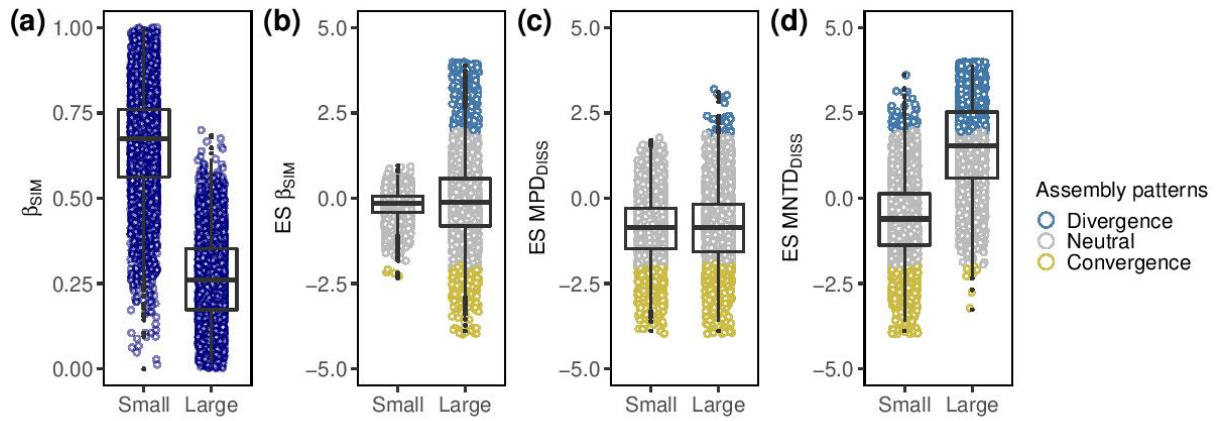 (a)
1.00
0.75
0.50
0.25
0.00
βSIM
Small Large
(b)
5.0
2.5
0.0
−2.5
−5.0
ES βSIM
Small Large
(c)
5.0
2.5
0.0
−2.5
−5.0
ES MPDDISS
Small Large
(d)
5.0
2.5
0.0
−2.5
−5.0
ES MNTDDISS
Small Large
Assembly patterns
Divergence
Neutral
Convergence